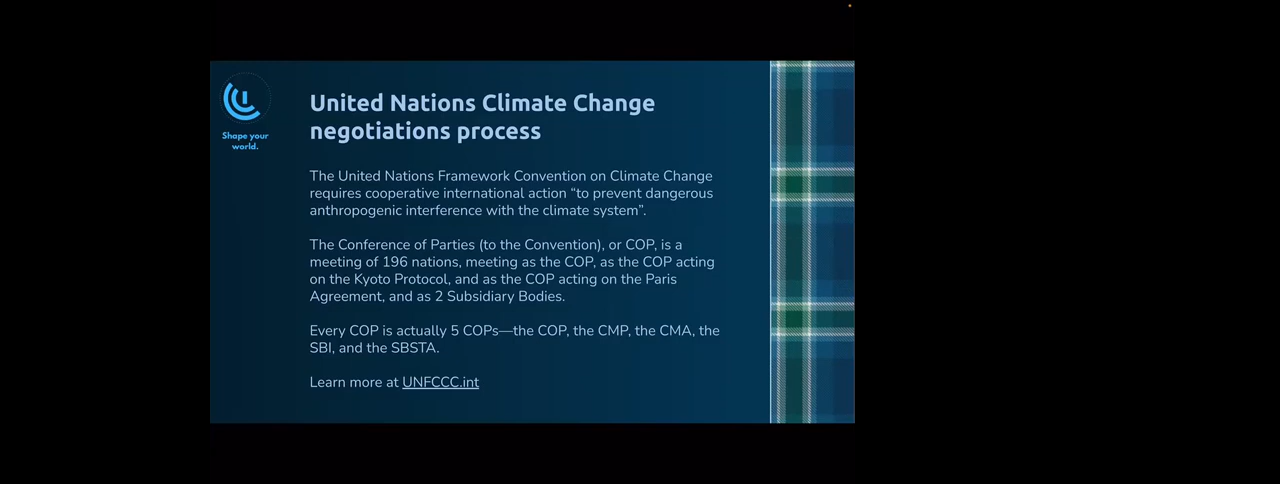 Shape your
world.
United Nations Climate Change
negotiations process
The United Nations Framework Convention on Climate Change
requires cooperative international action “to prevent dangerous
anthropogenic interference with the climate system”.
The Conference of Parties (to the Convention), or COP, is a
meeting of 196 nations, meeting as the COP, as the COP acting
on the Kyoto Protocol, and as the COP acting on the Paris
Agreement, and as 2 Subsidiary Bodies.
Every COP is actually 5 COPs—the COP, the CMP, the CMA, the
SBI, and the SBSTA.
Learn more at UNFCCC.int